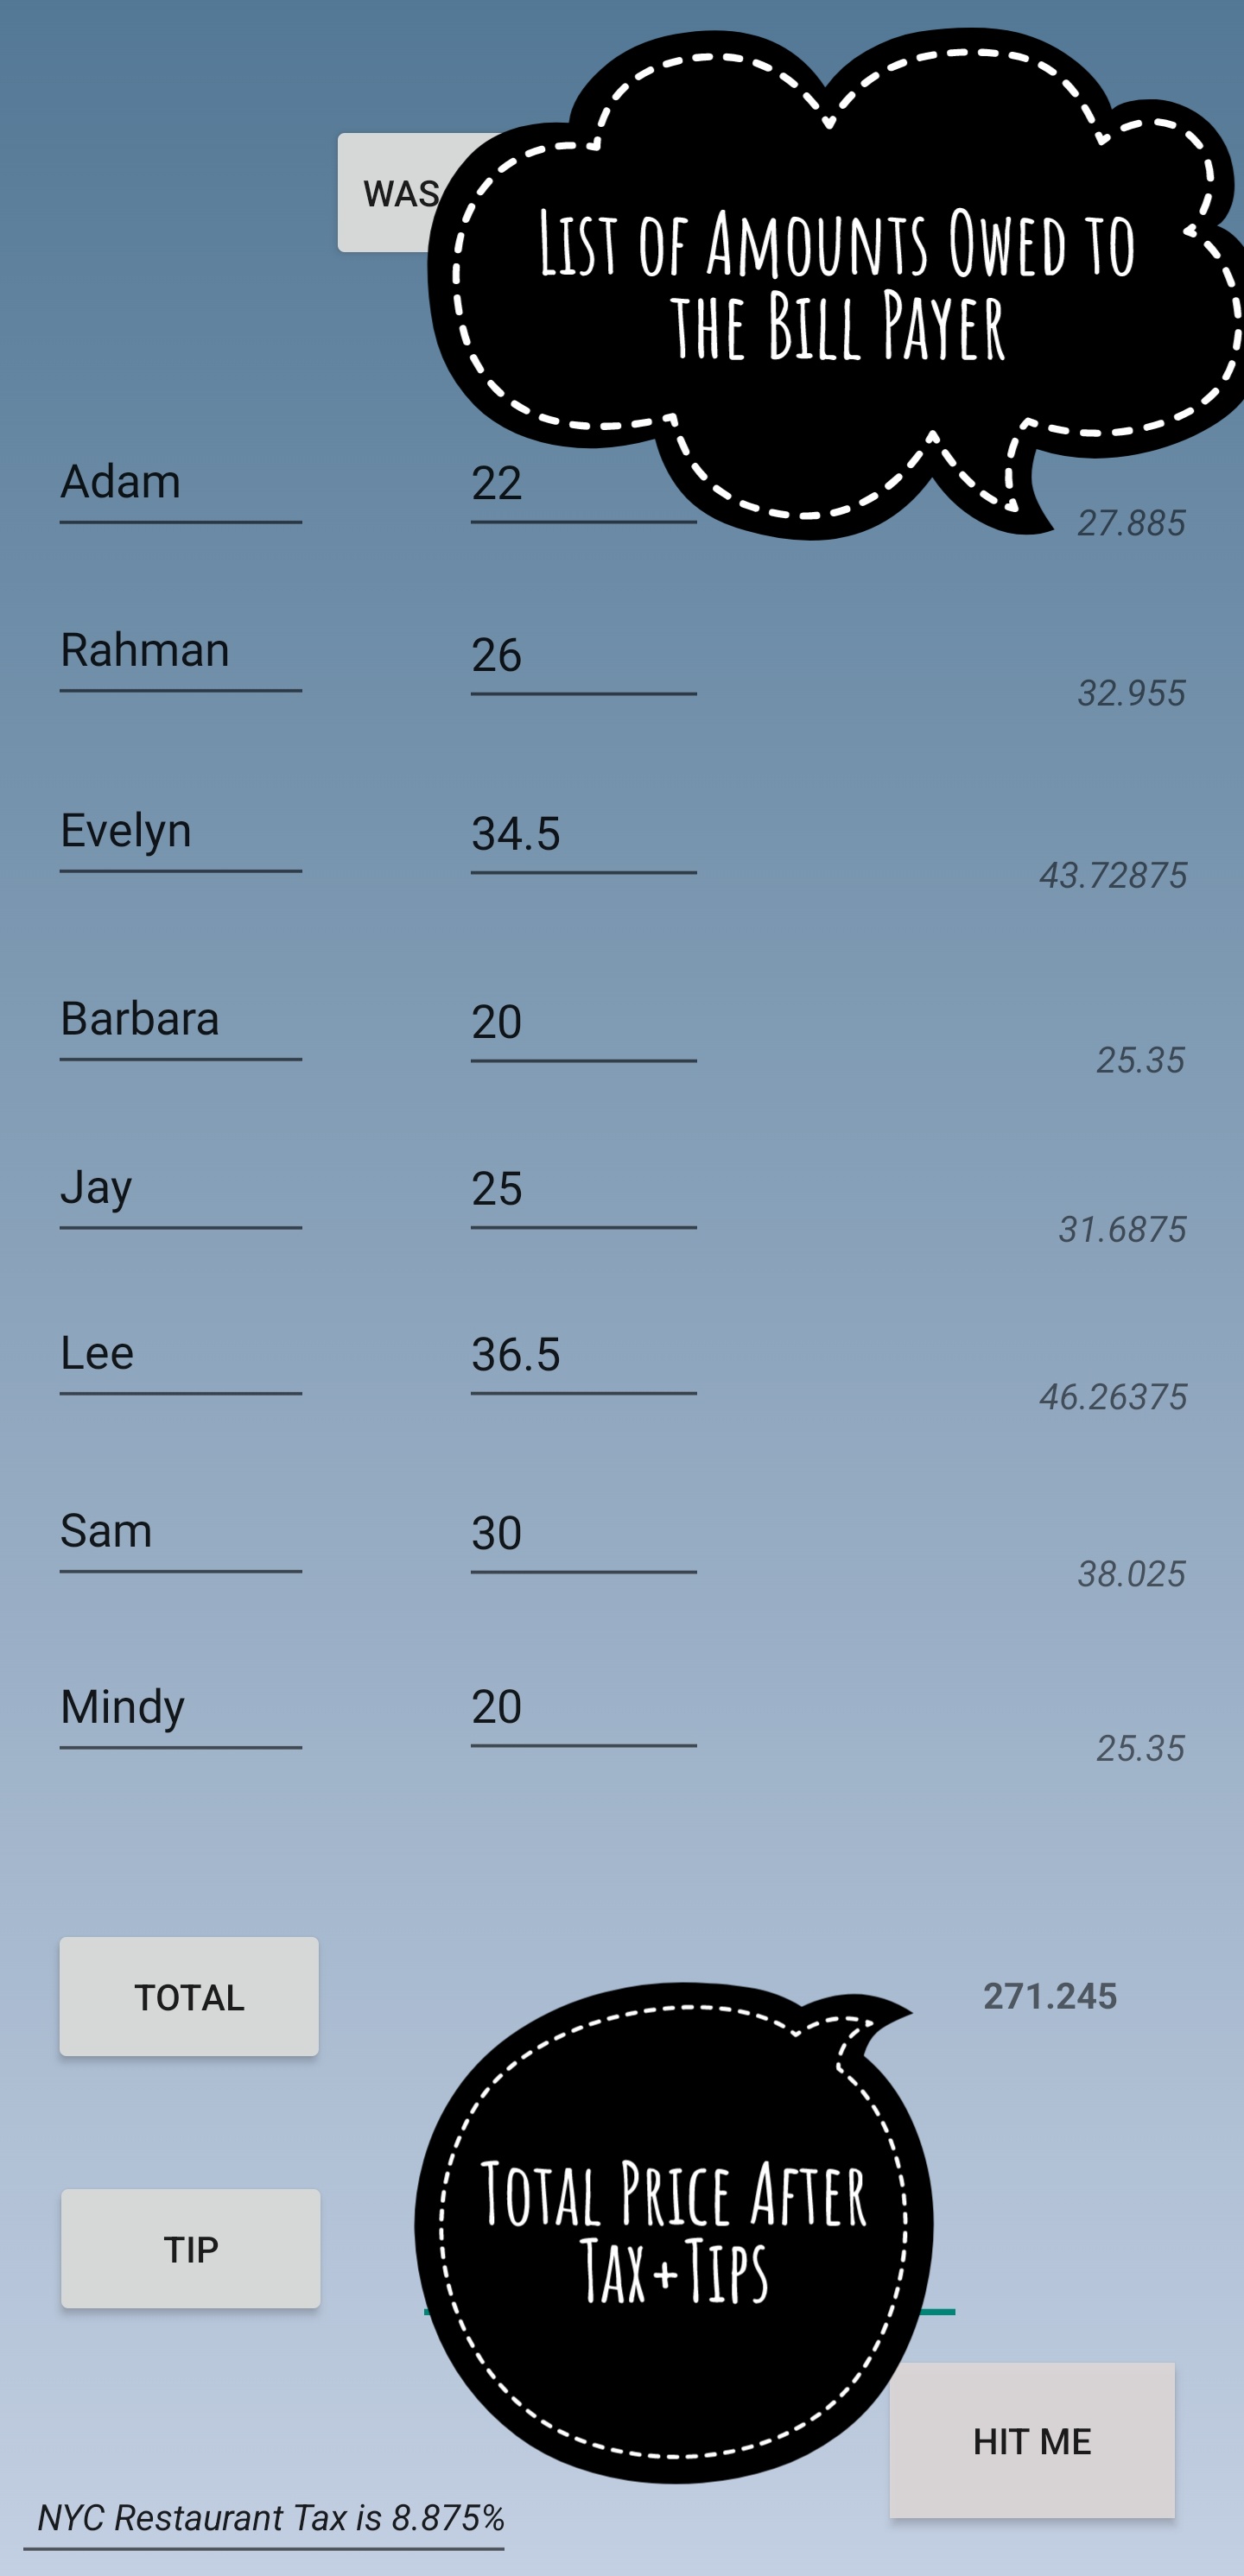 WAS
List of Amounts Owed to
the Bill Payer
Adam 22 27.885
Rahman 26 32.955
Evelyn 34.5 43.72875
Barbara 20 25.35
Jay 25 31.6875
Lee 36.5 46.26375
Sam 30 38.025
Mindy 20 25.35
TOTAL 271.245
Total Price After
Tax+Tips
TIP
HIT ME
NYC Restaurant Tax is 8.875%